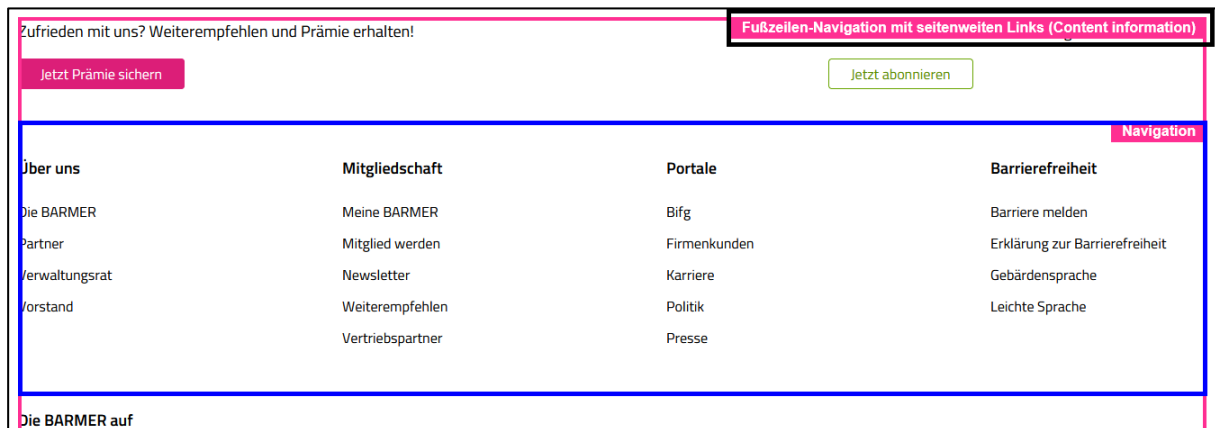 Zufrieden mit uns? Weiterempfehlen und Prämie erhalten!
Fußzeilen-Navigation mit seitenweiten Links (Content information)
Jetzt Prämie sichern
Jetzt abonnieren
Navigation
Über uns
Mitgliedschaft
Portale
Barrierefreiheit
Die BARMER
Meine BARMER
Bifg
Barriere melden
Partner
Mitglied werden
Firmenkunden
Erklärung zur Barrierefreiheit
Verwaltungsrat
Newsletter
Karriere
Gebärdensprache
Vorstand
Weiterempfehlen
Politik
Leichte Sprache
Vertriebspartner
Presse
Die BARMER auf